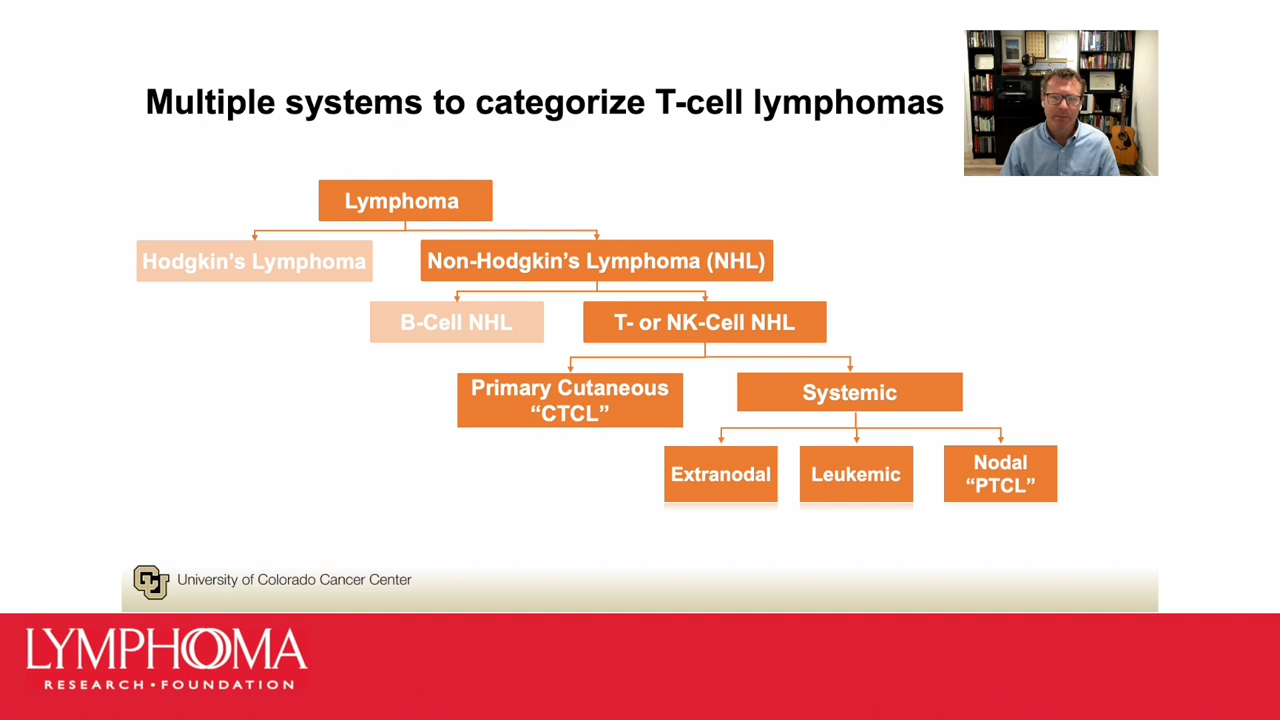 Multiple systems to categorize T-cell lymphomas
Lymphoma
Hodgkin's Lymphoma
Non-Hodgkin's Lymphoma (NHL)
B-Cell NHL
T- or NK-Cell NHL
Primary Cutaneous
“CTCL”
Systemic
Extranodal
Leukemic
Nodal
“PTCL”
CU
University of Colorado Cancer Center
LYMPHOMA
RESEARCH • FOUNDATION